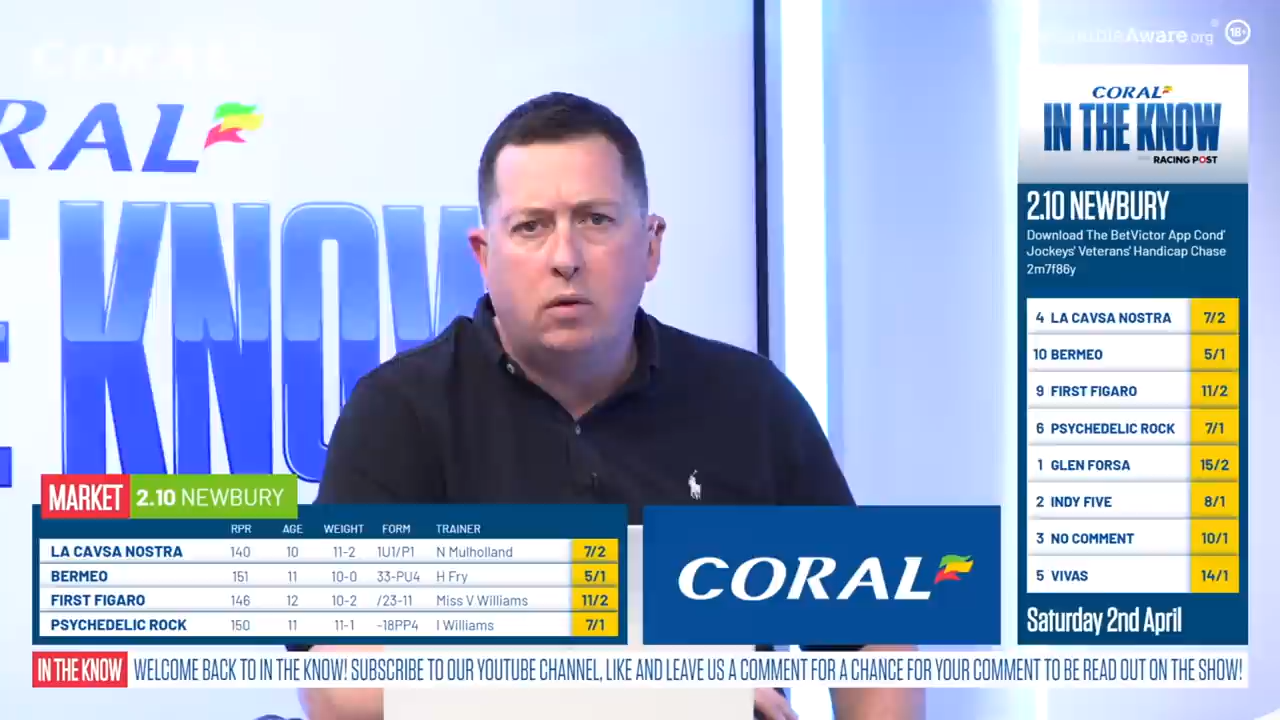 CORAL
RAL
E KNOW
Aware.org 18+
CORAL
IN THE KNOW
RACING POST
2.10 NEWBURY
Download The BetVictor App Cond'
Jockeys' Veterans' Handicap Chase
2m7f86y
4 LA CAVSA NOSTRA 7/2
10 BERMEO 5/1
9 FIRST FIGARO 11/2
6 PSYCHEDELIC ROCK 7/1
1 GLEN FORSA 15/2
2 INDY FIVE 8/1
3 NO COMMENT 10/1
5 VIVAS 14/1
Saturday 2nd April
MARKET 2.10 NEWBURY
RPR AGE WEIGHT FORM TRAINER
LA CAVSA NOSTRA 140 10 11-2 1U1/P1 N Mulholland 7/2
BERMEO 151 11 10-0 33-PU4 H Fry 5/1
FIRST FIGARO 146 12 10-2 /23-11 Miss V Williams 11/2
PSYCHEDELIC ROCK 150 11 11-1 -18PP4 I Williams 7/1
CORAL
IN THE KNOW WELCOME BACK TO IN THE KNOW! SUBSCRIBE TO OUR YOUTUBE CHANNEL, LIKE AND LEAVE US A COMMENT FOR A CHANCE FOR YOUR COMMENT TO BE READ OUT ON THE SHOW!